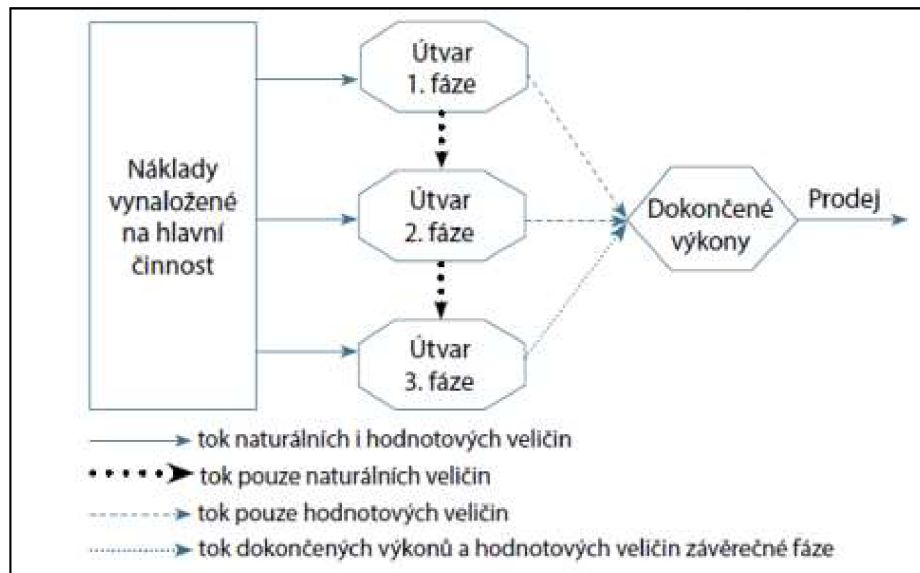 Náklady
vynaložené
na hlavní
činnost
Útvar
1. fáze
Útvar
2. fáze
Útvar
3. fáze
Dokončené
výkony
Prodej
tok naturálních i hodnotových veličin
tok pouze naturálních veličin
tok pouze hodnotových veličin
tok dokončených výkonů a hodnotových veličin závěrečné fáze